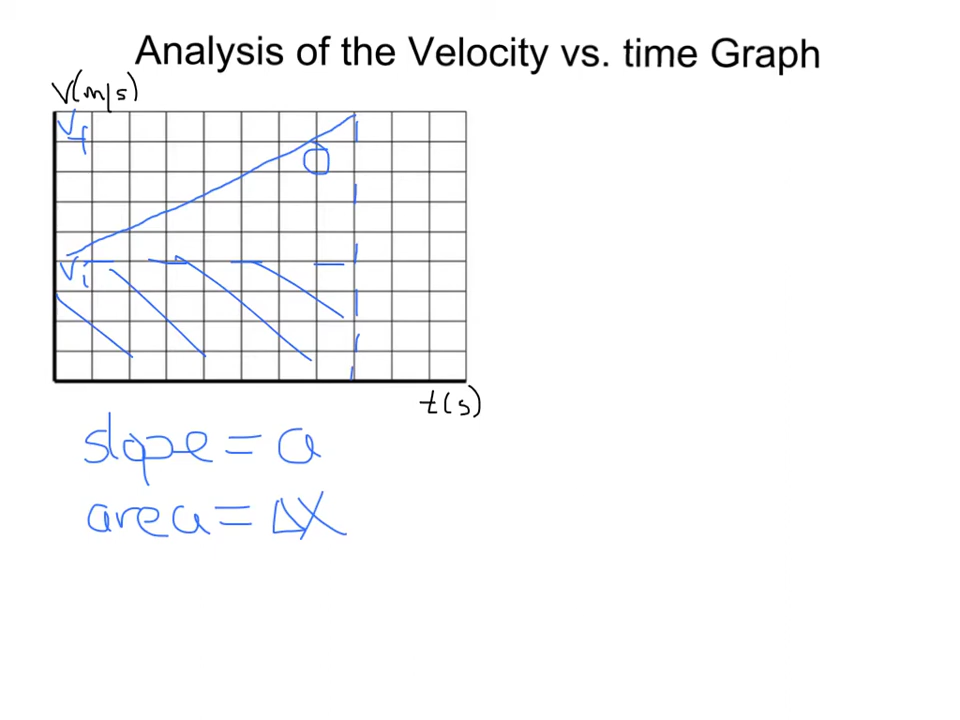 Analysis of the Velocity vs. time Graph
V(m/s)
Vf
Vi
t(s)
slope = a
area = ΔX